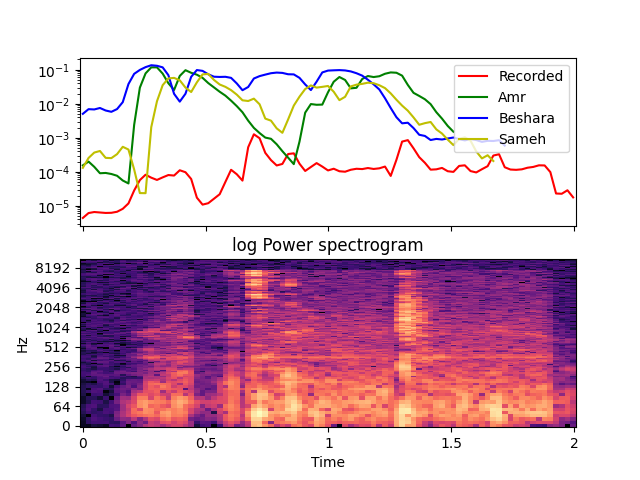 10⁻¹
10⁻²
10⁻³
10⁻⁴
10⁻⁵
Recorded
Amr
Beshara
Sameh
log Power spectrogram
8192
4096
2048
1024
512
256
128
64
0
Hz
0 0.5 1 1.5 2
Time